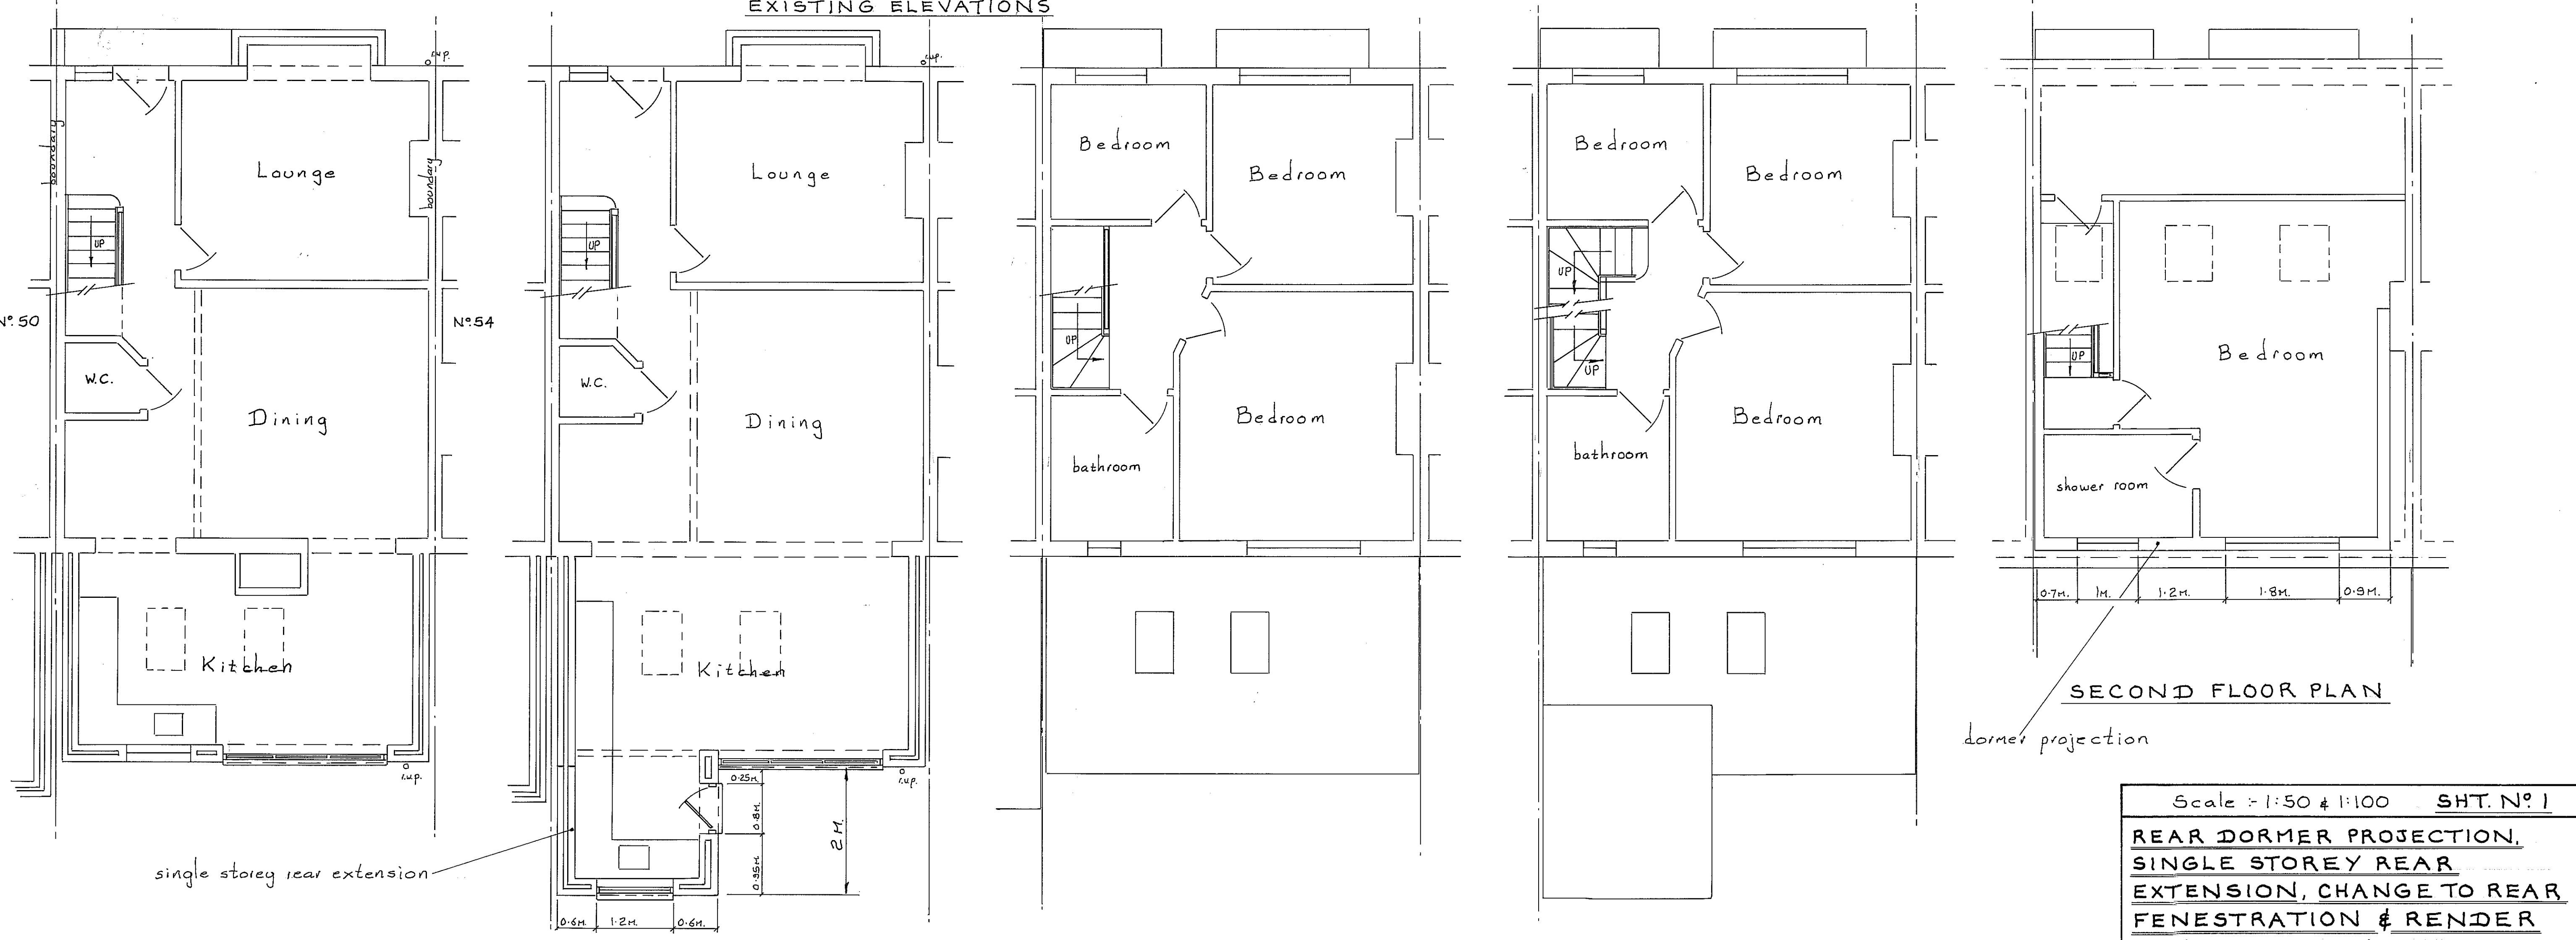 EXISTING ELEVATIONS
r.w.p.
boundary
boundary
Lounge
UP
Nº.50
Nº.54
W.C.
Dining
Kitchen
r.w.p.
single storey rear extension
r.w.p.
Lounge
UP
W.C.
Dining
Kitchen
r.w.p.
0.25M.
0.8M.
0.95M
2M.
0.6M.
1.2M.
0.6M.
Bedroom
Bedroom
UP
Bedroom
bathroom
Bedroom
Bedroom
UP
UP
Bedroom
bathroom
UP
Bedroom
shower room
0.7M.
1M.
1.2M.
1.8M.
0.9M.
SECOND FLOOR PLAN
dormer projection
Scale :- 1:50 & 1:100 SHT. Nº 1
REAR DORMER PROJECTION,
SINGLE STOREY REAR
EXTENSION, CHANGE TO REAR
FENESTRATION & RENDER